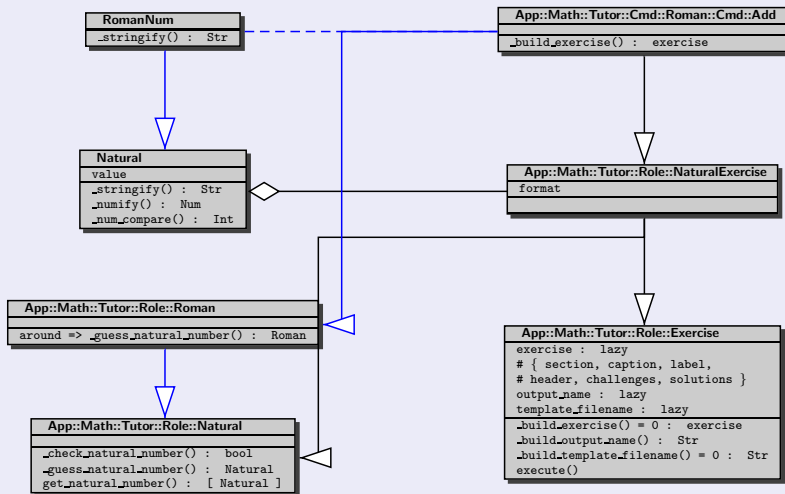 RomanNum
_stringify() : Str
App::Math::Tutor::Cmd::Roman::Cmd::Add
_build_exercise() : exercise
Natural
value
_stringify() : Str
_numify() : Num
_num_compare() : Int
App::Math::Tutor::Role::NaturalExercise
format
App::Math::Tutor::Role::Roman
around => _guess_natural_number() : Roman
App::Math::Tutor::Role::Exercise
exercise : lazy
# { section, caption, label,
# header, challenges, solutions }
output_name : lazy
template_filename : lazy
_build_exercise() = 0 : exercise
_build_output_name() : Str
_build_template_filename() = 0 : Str
execute()
App::Math::Tutor::Role::Natural
_check_natural_number() : bool
_guess_natural_number() : Natural
get_natural_number() : [ Natural ]